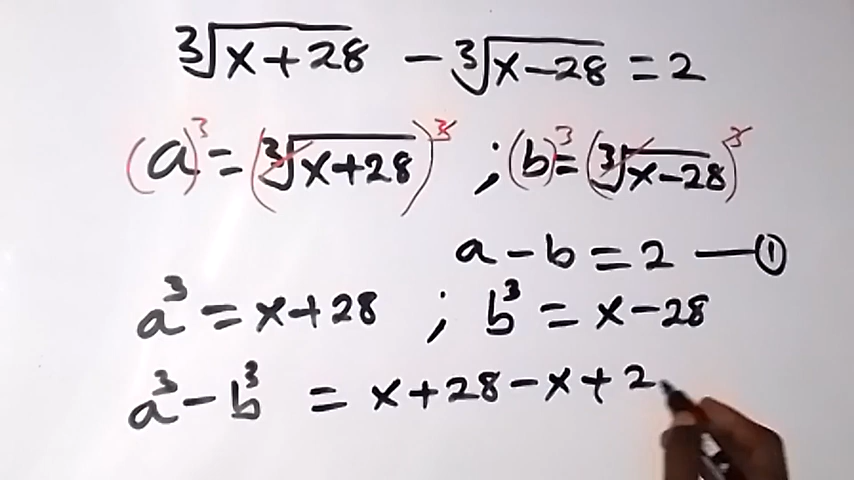 ∛(x+28) − ∛(x−28) = 2
(a)³ = (∛(x+28))³ ; (b)³ = (∛(x−28))³
a − b = 2 —①
a³ = x+28 ; b³ = x−28
a³ − b³ = x+28−x+2